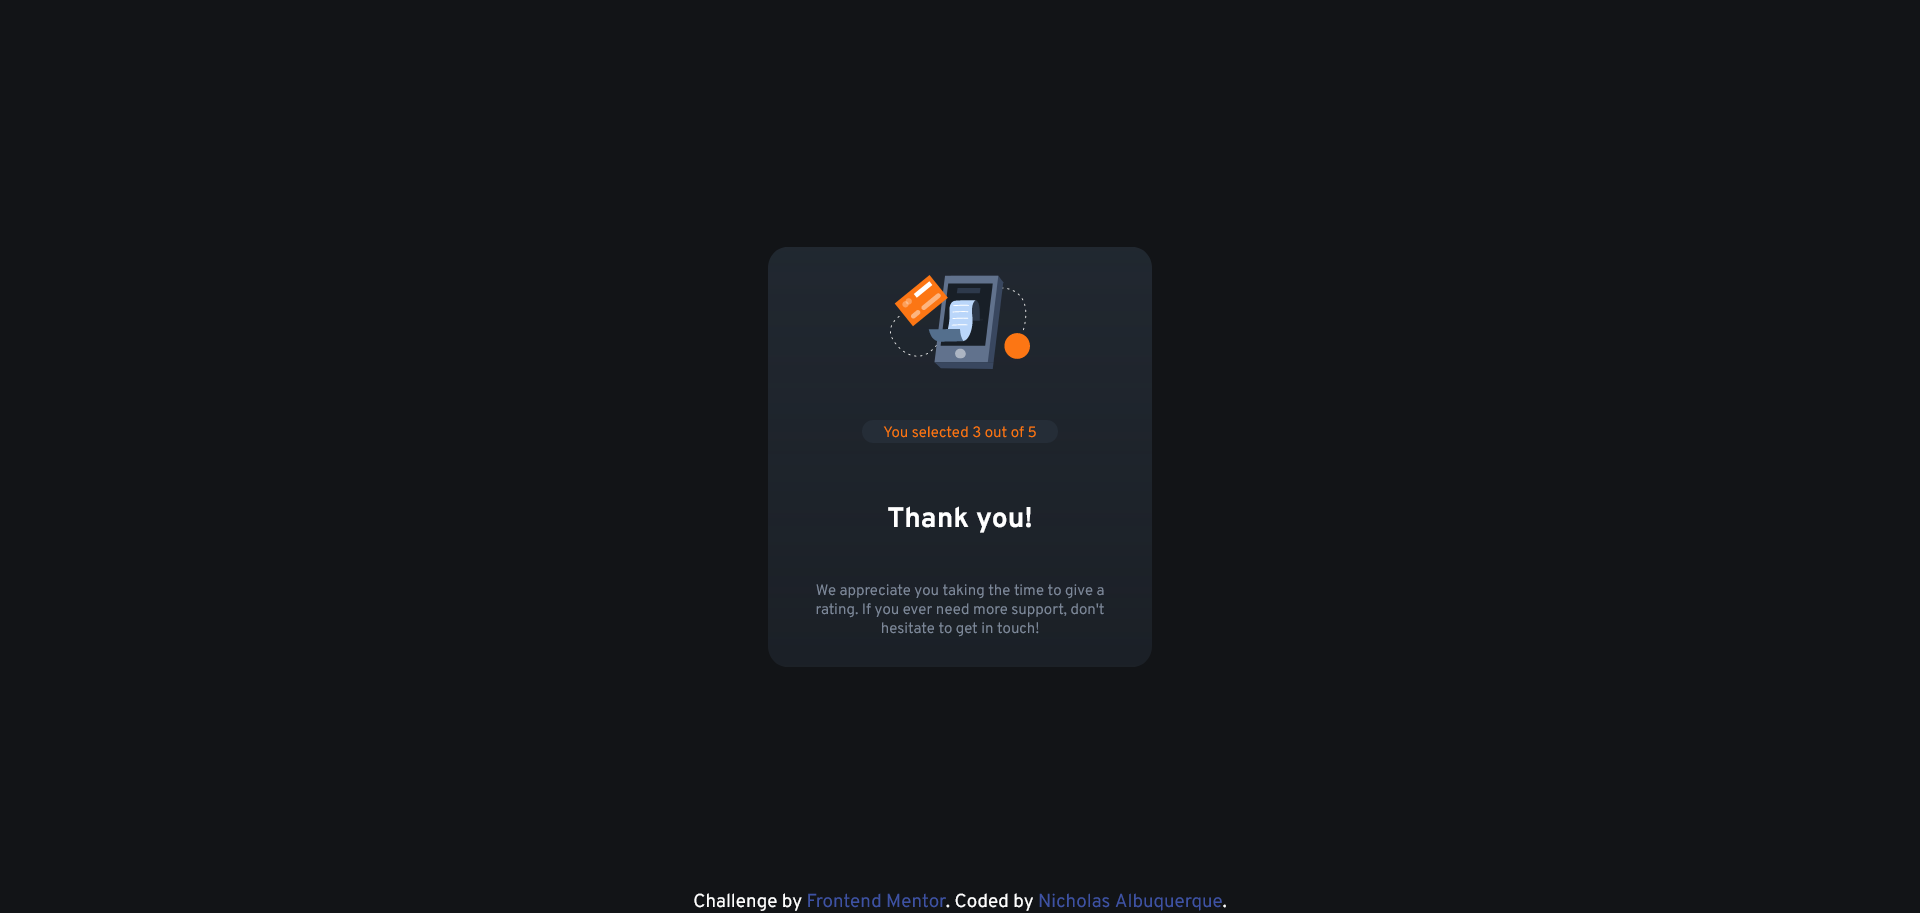 You selected 3 out of 5
Thank you!
We appreciate you taking the time to give a
rating. If you ever need more support, don't
hesitate to get in touch!
Challenge by Frontend Mentor. Coded by Nicholas Albuquerque.